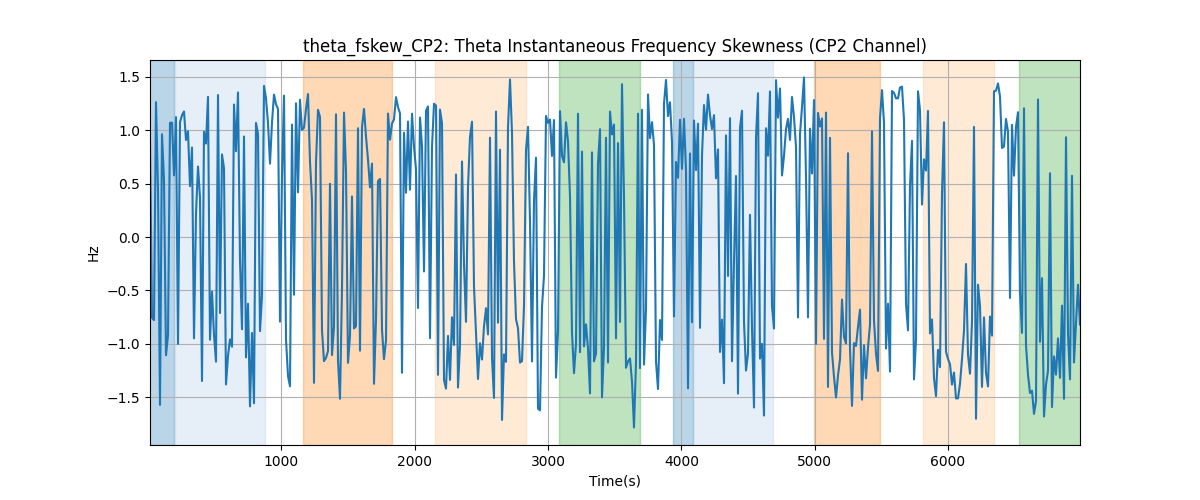 theta_fskew_CP2: Theta Instantaneous Frequency Skewness (CP2 Channel)
1.5
1.0
0.5
0.0
−0.5
−1.0
−1.5
Hz
1000 2000 3000 4000 5000 6000
Time(s)